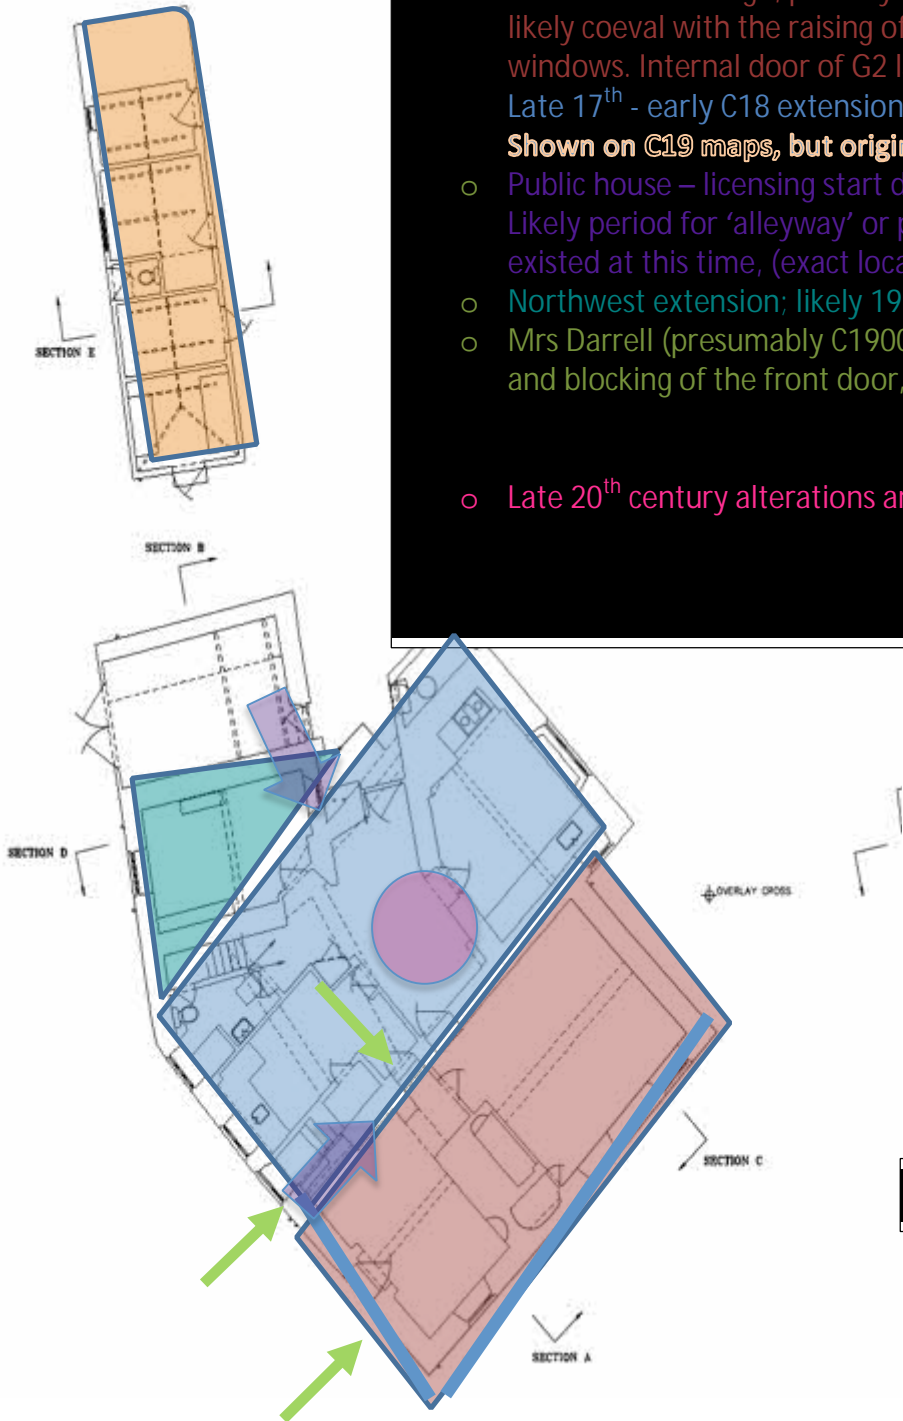 likely coeval with the raising of
windows. Internal door of G2 l
Late 17th - early C18 extension
Shown on C19 maps, but origin
o Public house – licensing start d
Likely period for ‘alleyway’ or p
existed at this time, (exact loca
o Northwest extension; likely 19
o Mrs Darrell (presumably C1900
and blocking of the front door,
o Late 20th century alterations an
SECTION E
SECTION B
SECTION D
OVERLAY CROSS
SECTION C
SECTION A